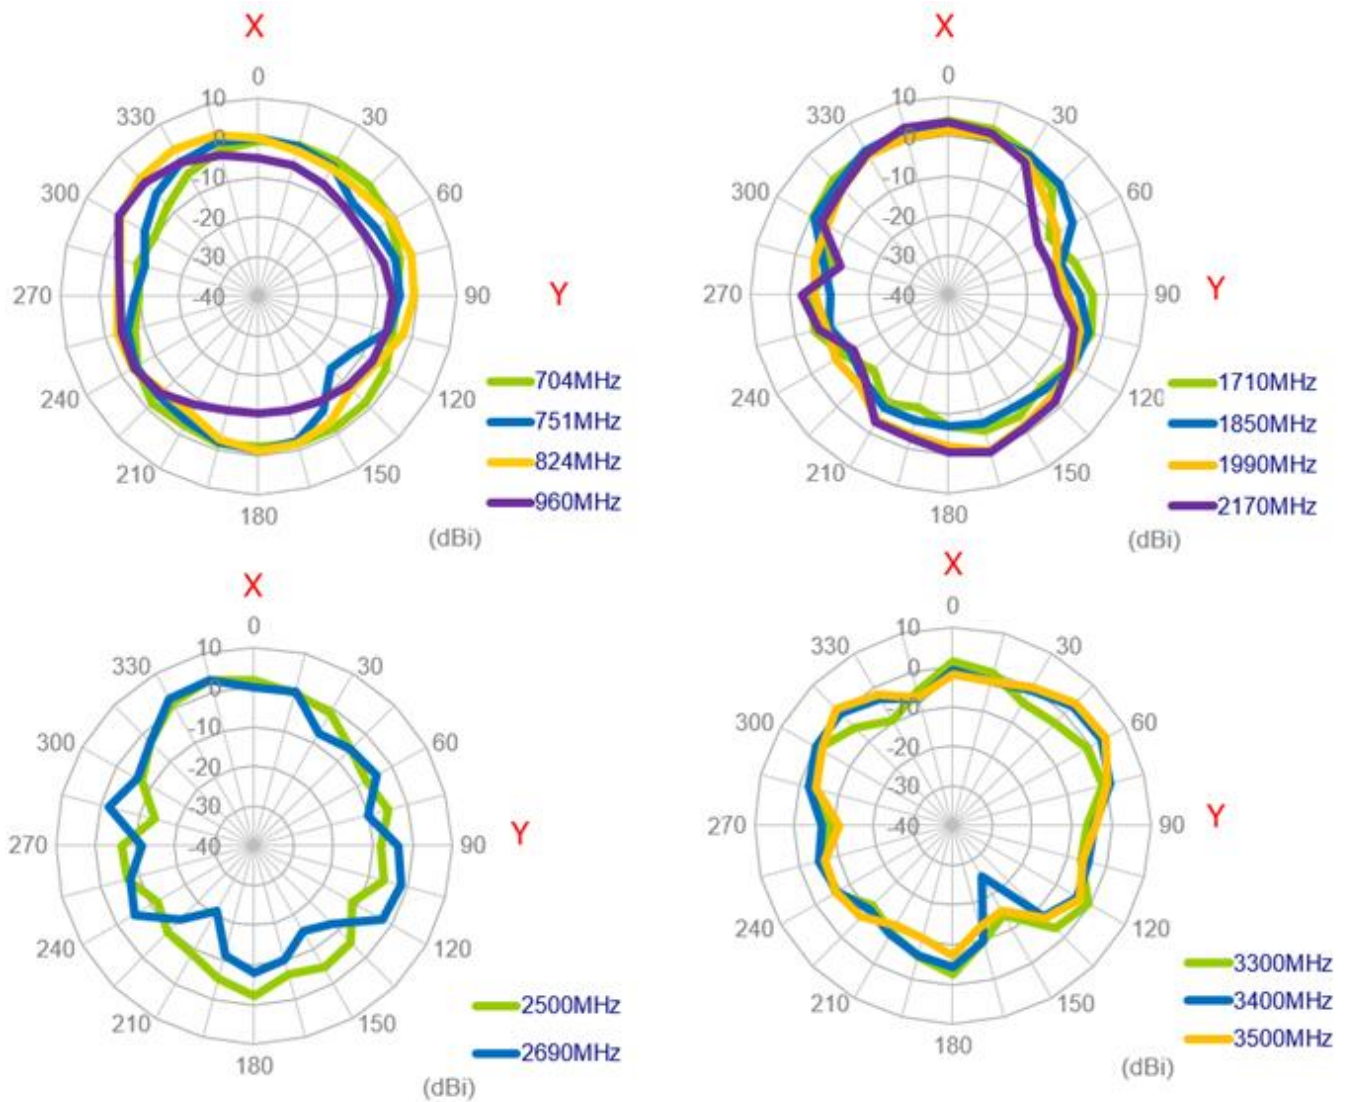 X
0
10
330
30
0
300
-10
60
-20
-30
270
-40
90
Y
240
120
210
150
180
704MHz
751MHz
824MHz
960MHz
(dBi)
X
0
10
330
30
0
300
-10
60
-20
-30
270
-40
90
Y
240
120
210
150
180
1710MHz
1850MHz
1990MHz
2170MHz
(dBi)
X
0
10
330
30
0
300
-10
60
-20
-30
270
-40
90
Y
240
120
210
150
180
2500MHz
2690MHz
(dBi)
X
0
10
330
30
0
300
-10
60
-20
-30
270
-40
90
Y
240
120
210
150
180
3300MHz
3400MHz
3500MHz
(dBi)